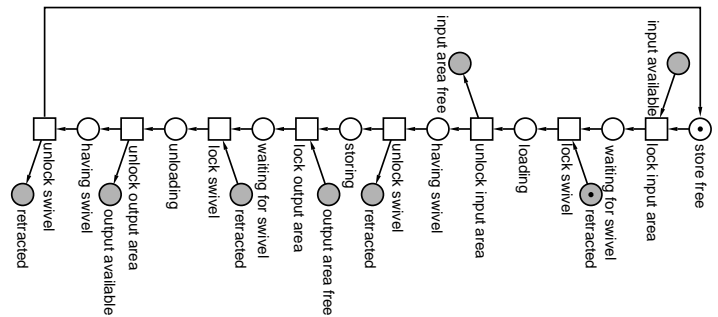 store free
input available
lock input area
waiting for swivel
retracted
lock swivel
loading
input area free
unlock input area
having swivel
retracted
unlock swivel
storing
output area free
lock output area
waiting for swivel
retracted
lock swivel
unloading
output available
unlock output area
having swivel
retracted
unlock swivel